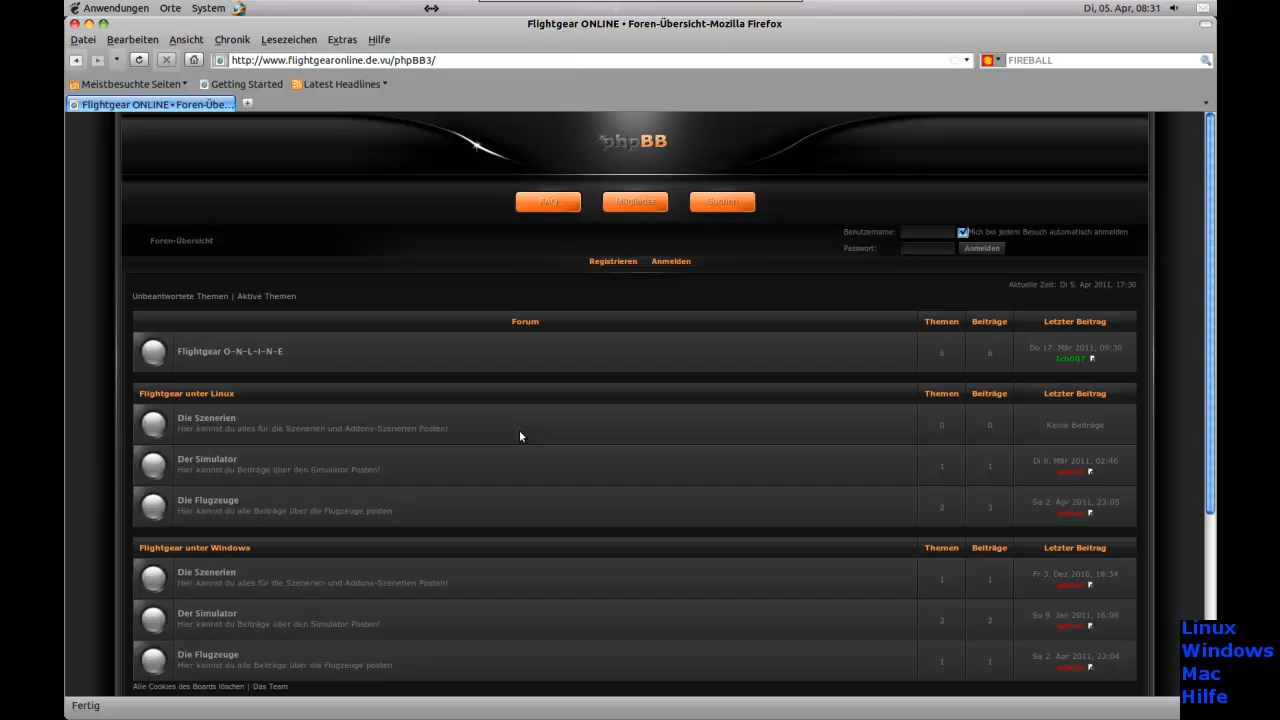 Anwendungen Orte System Di, 05. Apr, 08:31
Flightgear ONLINE • Foren-Übersicht-Mozilla Firefox
Datei Bearbeiten Ansicht Chronik Lesezeichen Extras Hilfe
http://www.flightgearonline.de.vu/phpBB3/ FIREBALL
Meistbesuchte Seiten Getting Started Latest Headlines
Flightgear ONLINE • Foren-Übe...
phpBB
FAQ Mitglieder Suchen
Benutzername: Mich bei jedem Besuch automatisch anmelden
Foren-Übersicht
Passwort: Anmelden
Registrieren Anmelden
Aktuelle Zeit: Di 5. Apr 2011, 17:30
Unbeantwortete Themen | Aktive Themen
Forum Themen Beiträge Letzter Beitrag
Flightgear O-N-L-I-N-E 6 6 Do 17. Mär 2011, 09:30
1ch007
Flightgear unter Linux Themen Beiträge Letzter Beitrag
Die Szenerien
Hier kannst du alles für die Szenerien und Addons-Szenerien Posten! 0 0 Keine Beiträge
Der Simulator Di 8. Mär 2011, 02:46
Hier kannst du Beiträge über den Simulator Posten! 1 1
Die Flugzeuge Sa 2. Apr 2011, 23:05
Hier kannst du alle Beiträge über die Flugzeuge posten 2 3
Flightgear unter Windows Themen Beiträge Letzter Beitrag
Die Szenerien Fr 3. Dez 2010, 18:34
Hier kannst du alles für die Szenerien und Addons-Szenerien Posten! 1 1
Der Simulator So 9. Jan 2011, 16:08
Hier kannst du Beiträge über den Simulator Posten! 2 2
Die Flugzeuge Sa 2. Apr 2011, 23:04
Hier kannst du alle Beiträge über die Flugzeuge posten 1 1
Alle Cookies des Boards löschen | Das Team
Fertig
Linux
Windows
Mac
Hilfe